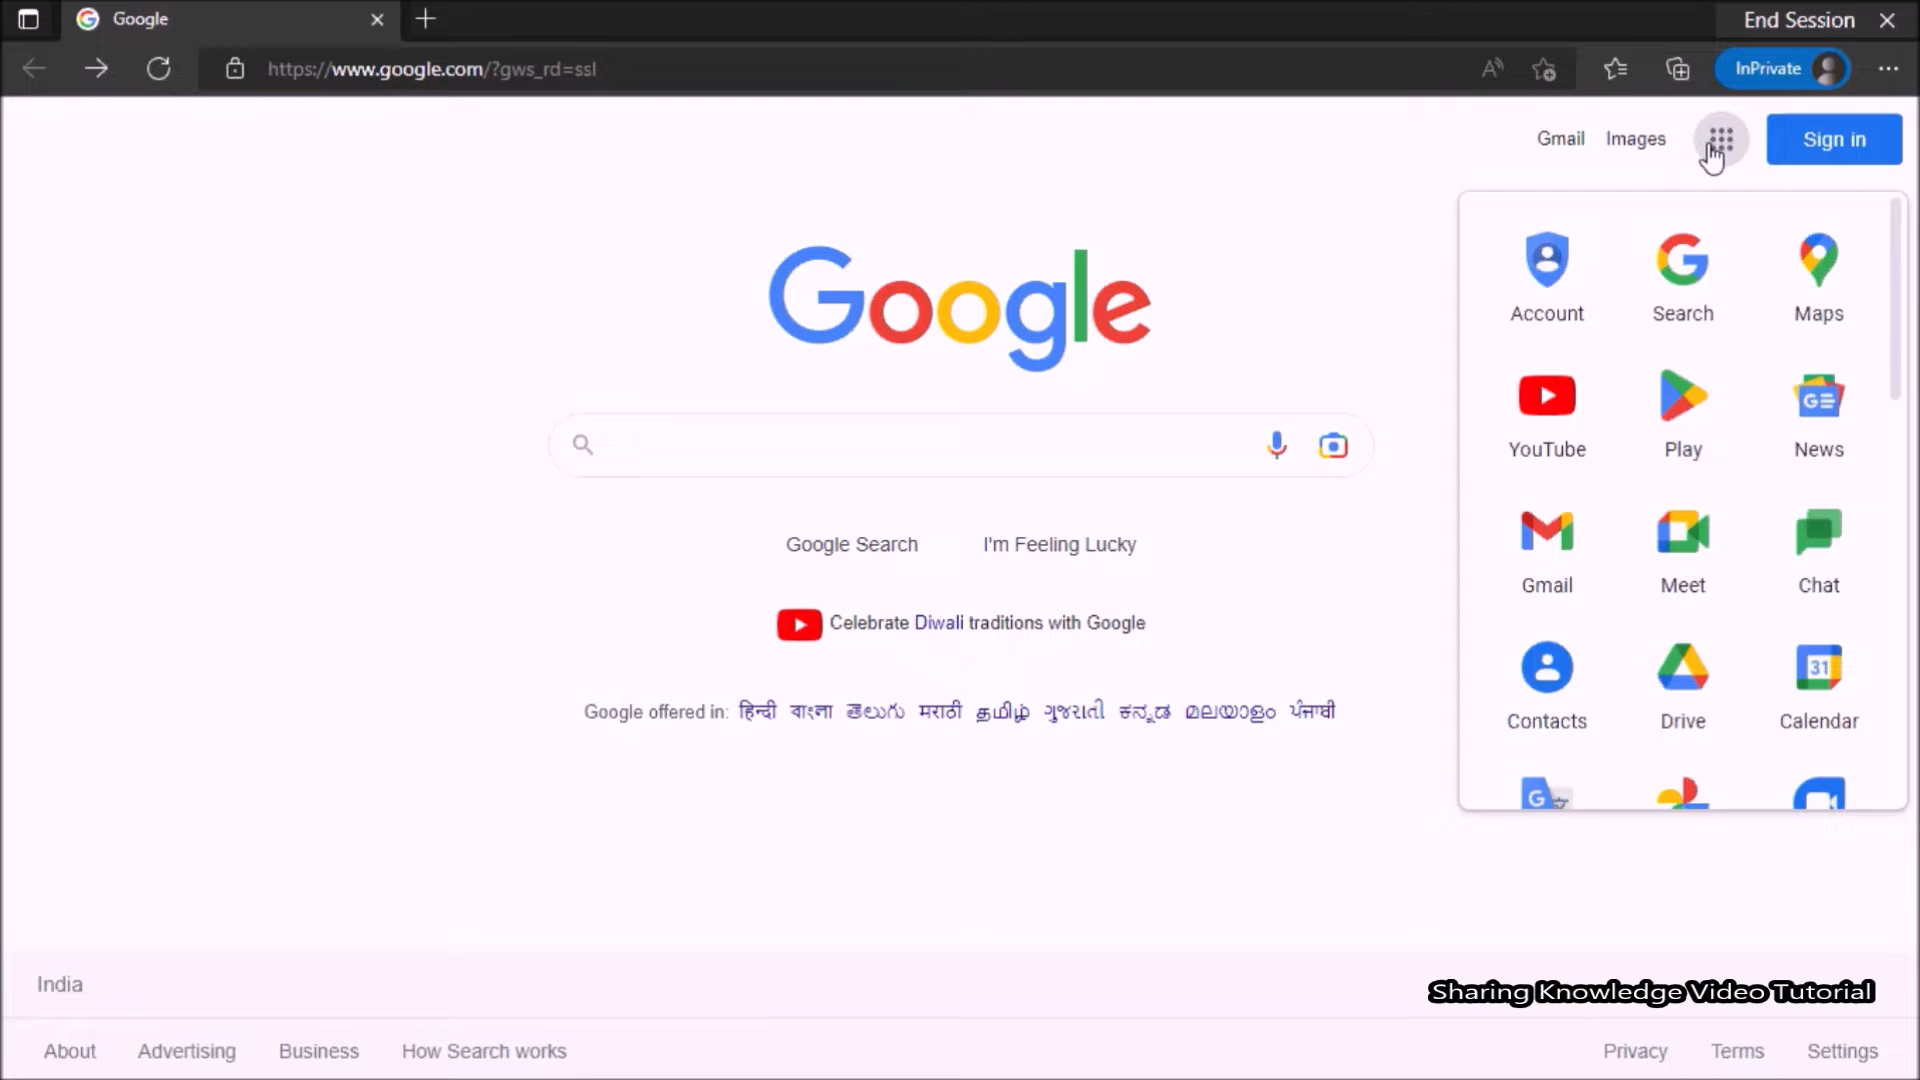 Google
End Session
https://www.google.com/?gws_rd=ssl
InPrivate
Gmail Images
Sign in
Google
Account Search Maps
YouTube Play News
Gmail Meet Chat
31
Contacts Drive Calendar
Google Search I'm Feeling Lucky
Celebrate Diwali traditions with Google
Google offered in: हिन्दी বাংলা తెలుగు मराठी தமிழ் ગુજરાતી ಕನ್ನಡ മലയാളം ਪੰਜਾਬੀ
India
Sharing Knowledge Video Tutorial
About Advertising Business How Search works
Privacy Terms Settings